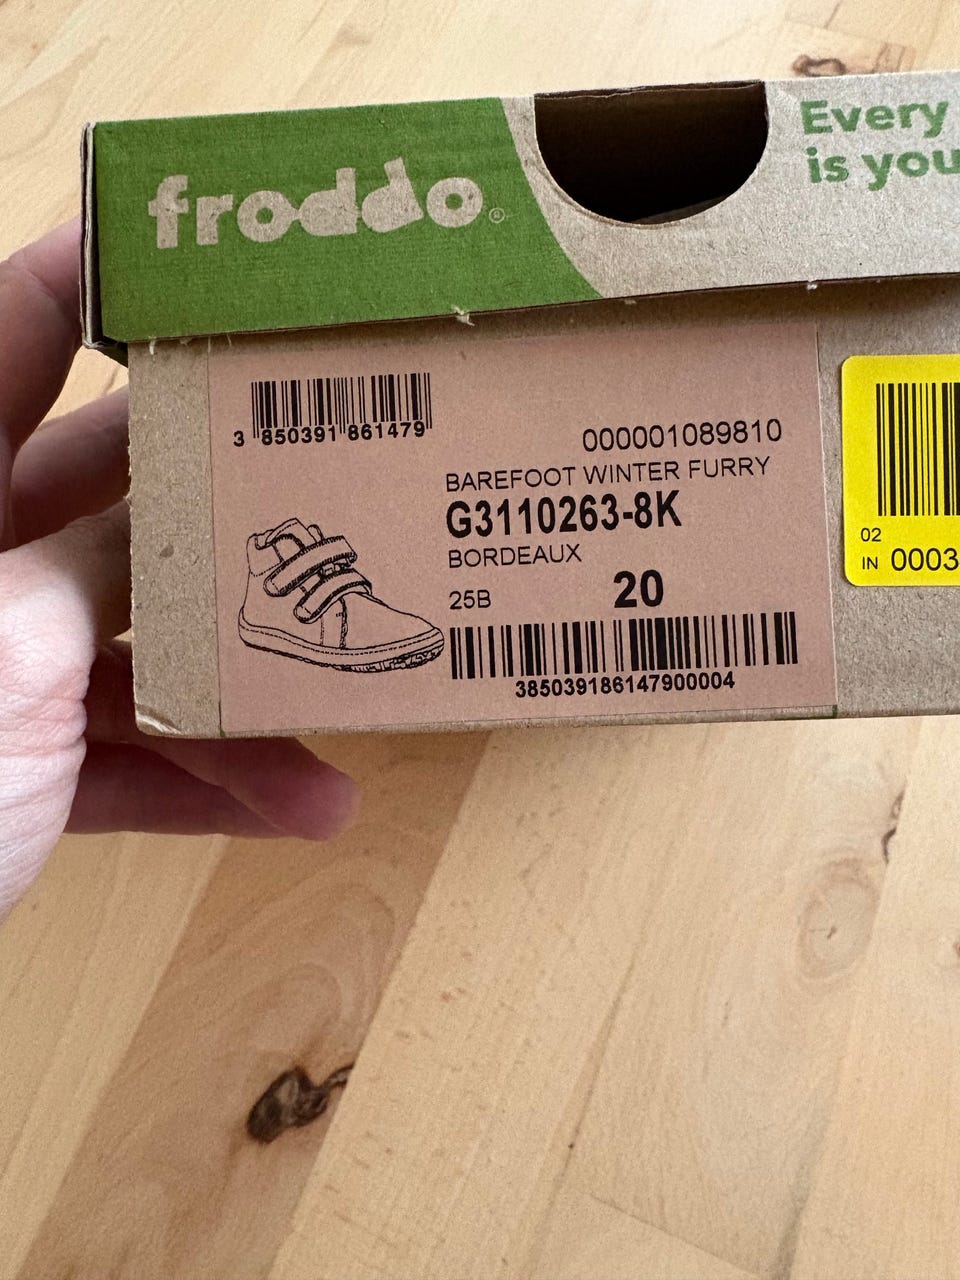 froddo®
Every
is you
3 850391 861479
000001089810
BAREFOOT WINTER FURRY
G3110263-8K
BORDEAUX
25B 20
385039186147900004
02
IN 0003